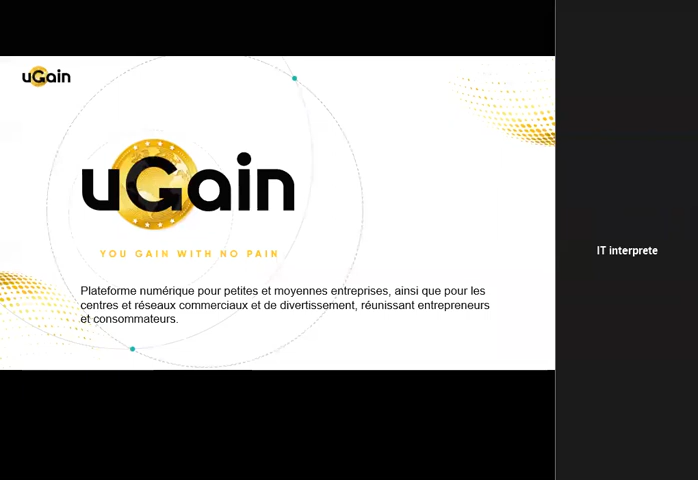 uGain
uGain
YOU GAIN WITH NO PAIN
Plateforme numérique pour petites et moyennes entreprises, ainsi que pour les
centres et réseaux commerciaux et de divertissement, réunissant entrepreneurs
et consommateurs.
IT interprete